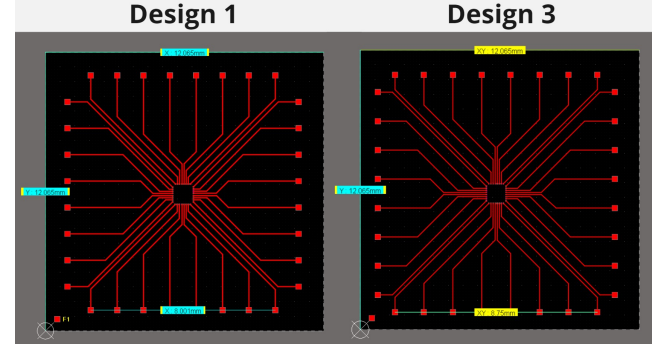 Design 1
Design 3
X : 12.065mm
XY : 12.065mm
Y : 12.065mm
Y : 12.065mm
X : 8.001mm
XY : 8.75mm
F1